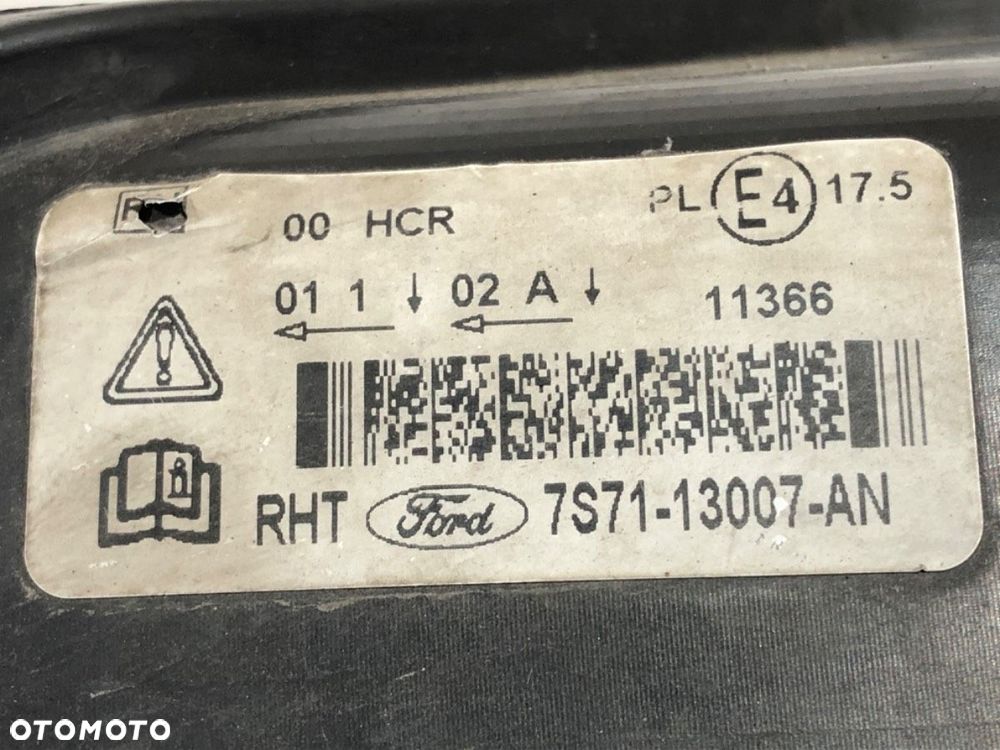 00 HCR PL E4 17.5
01 1 ↓ 02 A ↓ 11366
RHT Ford 7S71-13007-AN
OTOMOTO